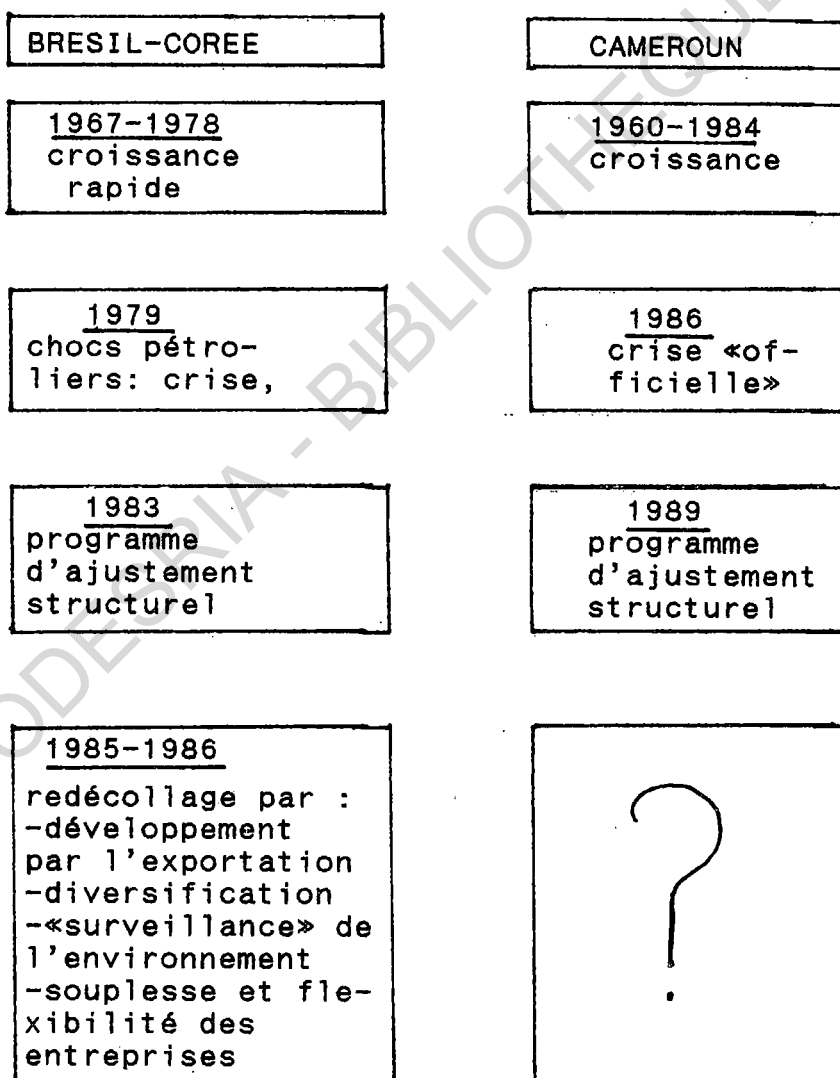 BRESIL-COREE
1967-1978
croissance
rapide
1979
chocs pétro-
liers: crise,
1983
programme
d'ajustement
structurel
1985-1986
redécollage par :
-développement
par l'exportation
-diversification
-«surveillance» de
l'environnement
-souplesse et fle-
xibilité des
entreprises
CAMEROUN
1960-1984
croissance
1986
crise «of-
ficielle»
1989
programme
d'ajustement
structurel
?
CODESRIA - BIBLIOTHEQUE